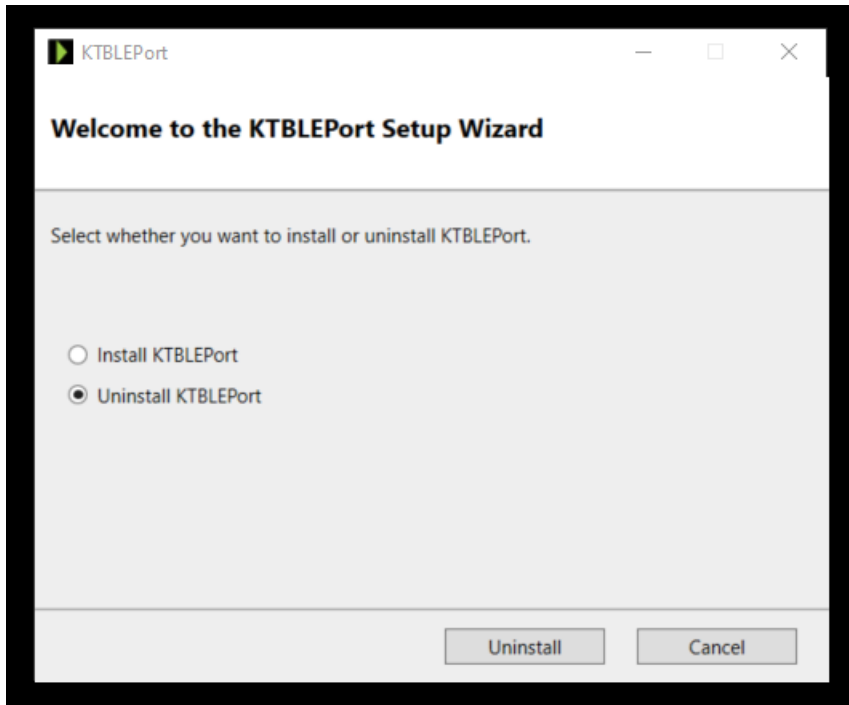 KTBLEPort
Welcome to the KTBLEPort Setup Wizard
Select whether you want to install or uninstall KTBLEPort.
Install KTBLEPort
Uninstall KTBLEPort
Uninstall Cancel